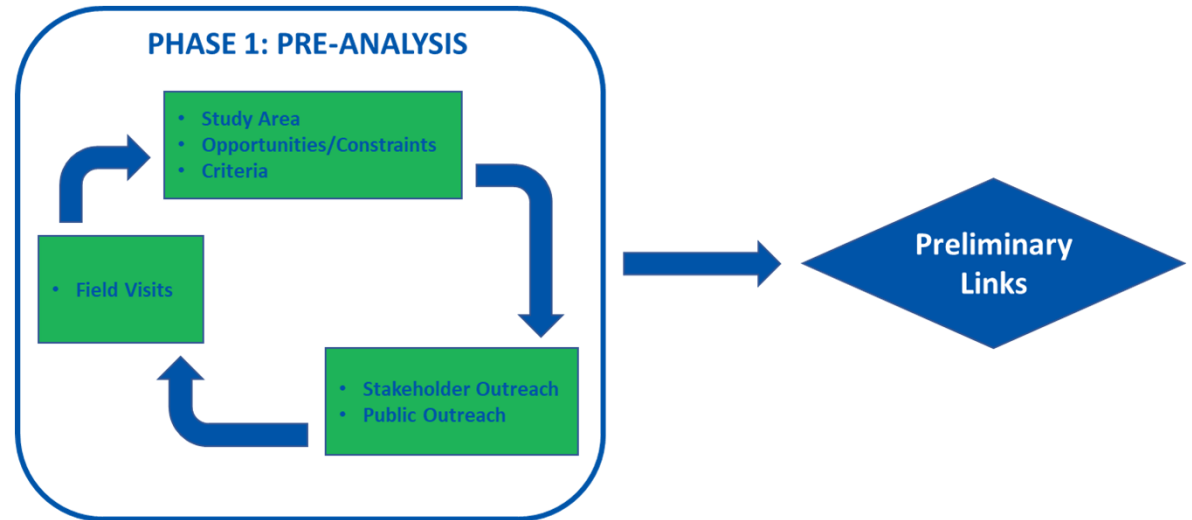 PHASE 1: PRE-ANALYSIS
• Study Area
• Opportunities/Constraints
• Criteria
• Field Visits
• Stakeholder Outreach
• Public Outreach
Preliminary
Links